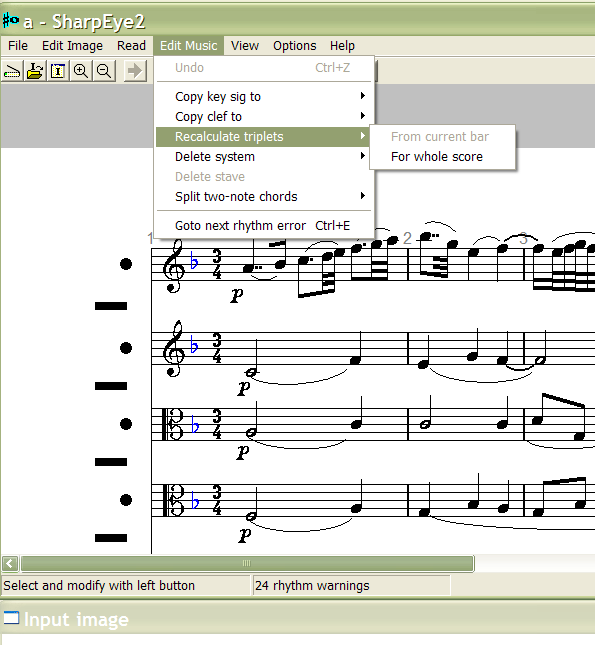 a - SharpEye2
File Edit Image Read Edit Music View Options Help
Undo Ctrl+Z
Copy key sig to
Copy clef to
Recalculate triplets
From current bar
Delete system
For whole score
Delete stave
Split two-note chords
Goto next rhythm error Ctrl+E
1 2 3
3
4
p
3
4
p
3
4
p
3
4
p
Select and modify with left button
24 rhythm warnings
Input image